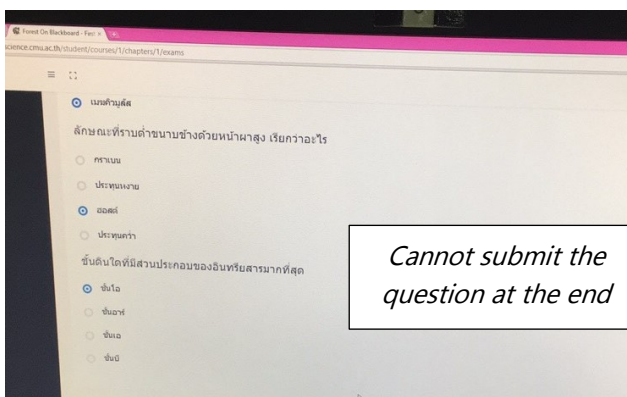 Forest On Blackboard - Fest
science.cmu.ac.th/student/courses/1/chapters/1/exams
ลักษณะที่ราบต่ำขนาบข้างด้วยหน้าผาสูง เรียกว่าอะไร
กราเบน
ประทุนหงาย
ฮอสต์
ประทุนคว่ำ
ชั้นดินใดที่มีส่วนประกอบของอินทรียสารมากที่สุด
ชั้นโอ
ชั้นอาร์
ชั้นเอ
ชั้นบี
Cannot submit the
question at the end